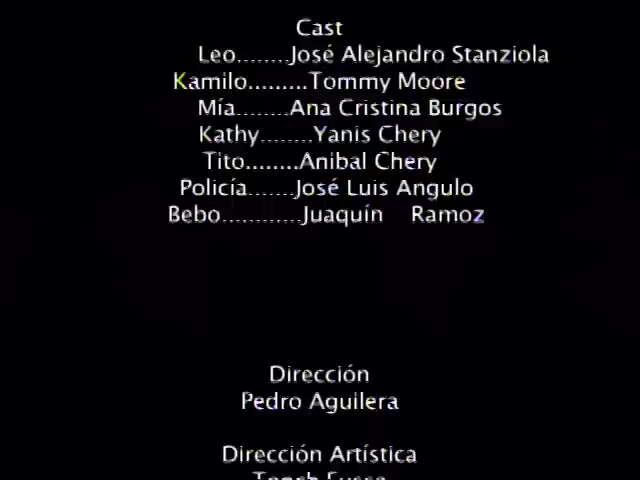 Cast
Leo........José Alejandro Stanziola
Kamilo.........Tommy Moore
Mía........Ana Cristina Burgos
Kathy........Yanis Chery
Tito........Anibal Chery
Policía.......José Luis Angulo
Bebo............Juaquín Ramoz
Dirección
Pedro Aguilera
Dirección Artística